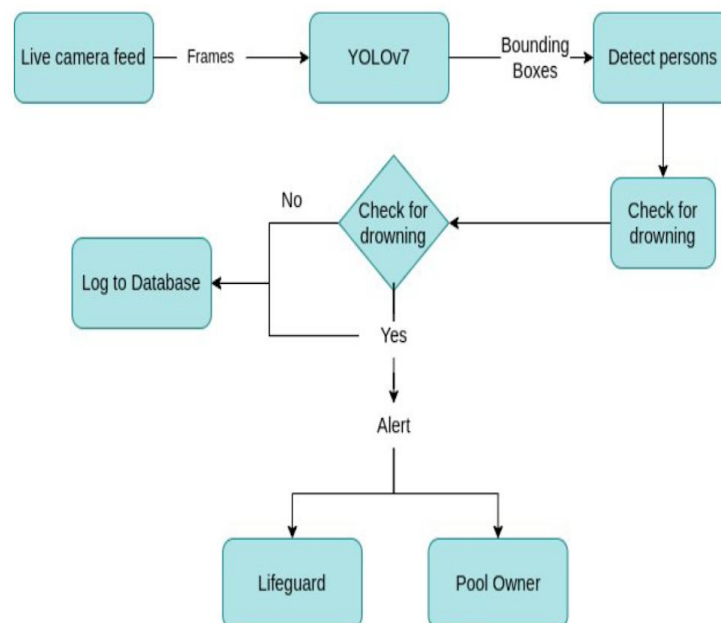 Live camera feed
Frames
YOLOv7
Bounding
Boxes
Detect persons
Check for
drowning
Check for
drowning
No
Log to Database
Yes
Alert
Lifeguard
Pool Owner